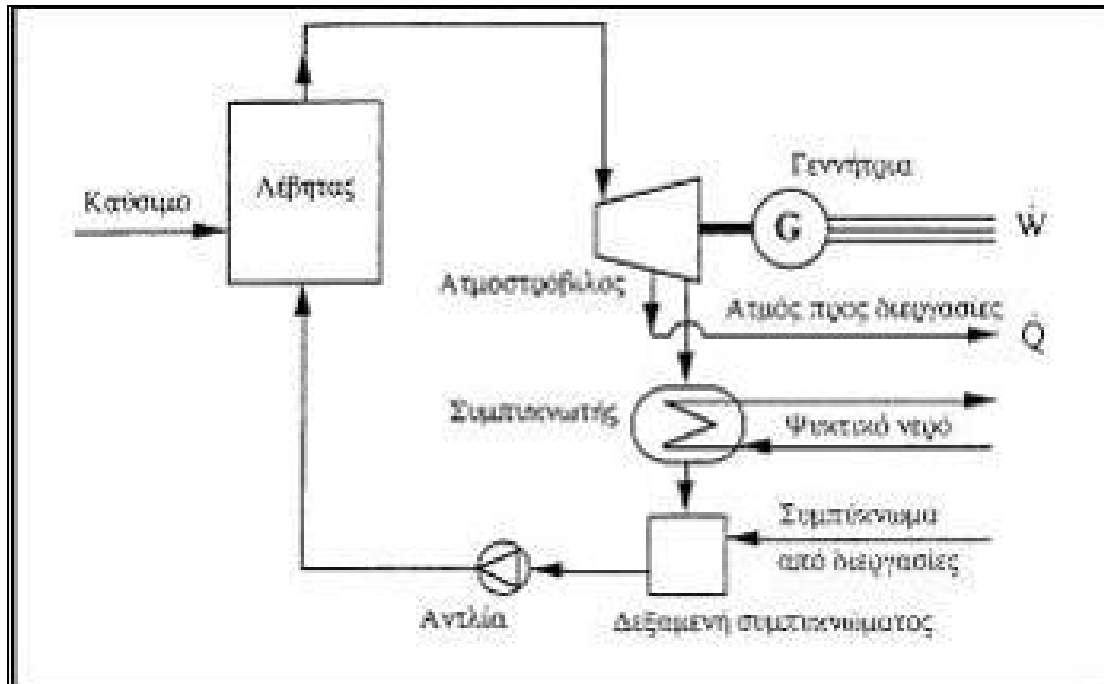 Λέβητας
Καύσιμο
Γεννήτρια
G
Ẇ
Ατμοστρόβιλος
Ατμός προς διεργασίες
Q̇
Συμπυκνωτής
Ψυκτικό νερό
Συμπύκνωμα
από διεργασίες
Αντλία
Δεξαμενή συμπυκνώματος